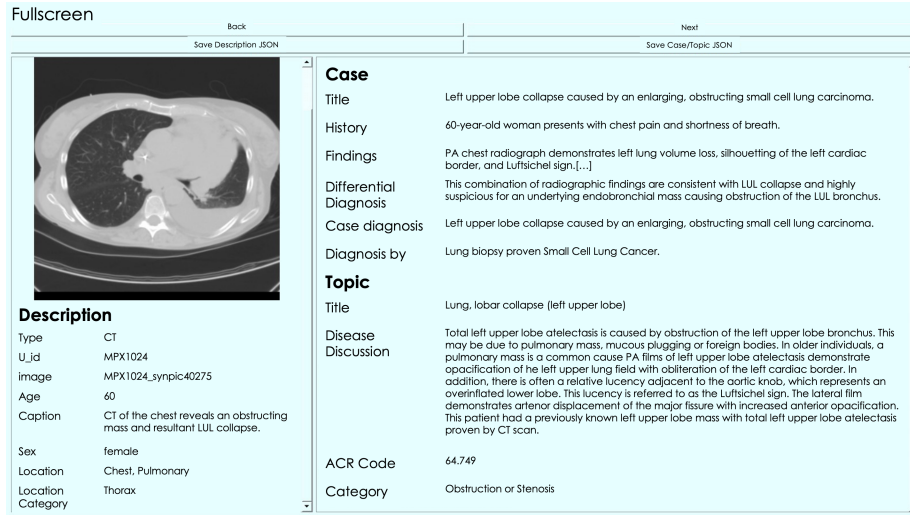 Fullscreen
Back
Next
Save Description JSON
Save Case/Topic JSON
Description
Type CT
U_id MPX1024
image MPX1024_synpic40275
Age 60
Caption CT of the chest reveals an obstructing
mass and resultant LUL collapse.
Sex female
Location Chest, Pulmonary
Location Thorax
Category
Case
Title Left upper lobe collapse caused by an enlarging, obstructing small cell lung carcinoma.
History 60-year-old woman presents with chest pain and shortness of breath.
Findings PA chest radiograph demonstrates left lung volume loss, silhouetting of the left cardiac
border, and Luftsichel sign.[...]
Differential This combination of radiographic findings are consistent with LUL collapse and highly
Diagnosis suspicious for an underlying endobronchial mass causing obstruction of the LUL bronchus.
Case diagnosis Left upper lobe collapse caused by an enlarging, obstructing small cell lung carcinoma.
Diagnosis by Lung biopsy proven Small Cell Lung Cancer.
Topic
Title Lung, lobar collapse (left upper lobe)
Disease Total left upper lobe atelectasis is caused by obstruction of the left upper lobe bronchus. This
Discussion may be due to pulmonary mass, mucous plugging or foreign bodies. In older individuals, a
pulmonary mass is a common cause PA films of left upper lobe atelectasis demonstrate
opacification of he left upper lung field with obliteration of the left cardiac border. In
addition, there is often a relative lucency adjacent to the aortic knob, which represents an
overinflated lower lobe. This lucency is referred to as the Luftsichel sign. The lateral film
demonstrates artenor displacement of the major fissure with increased anterior opacification.
This patient had a previously known left upper lobe mass with total left upper lobe atelectasis
proven by CT scan.
ACR Code 64.749
Category Obstruction or Stenosis